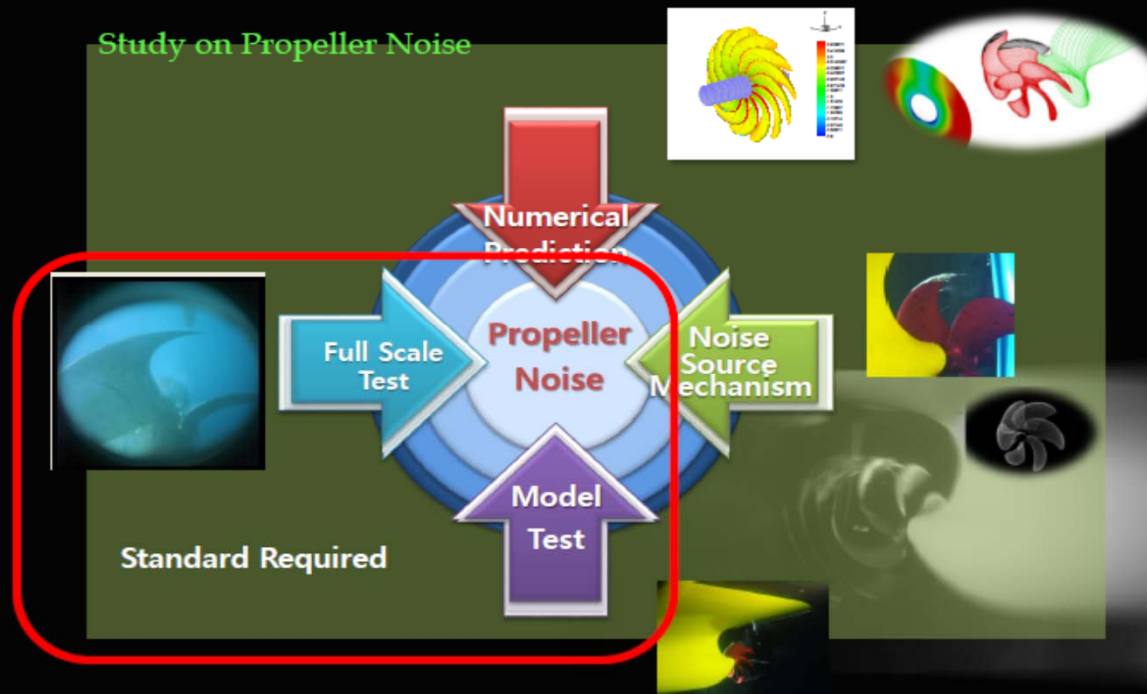 Study on Propeller Noise
Numerical
Prediction
Full Scale
Test
Propeller
Noise
Noise
Source
Mechanism
Model
Test
Standard Required